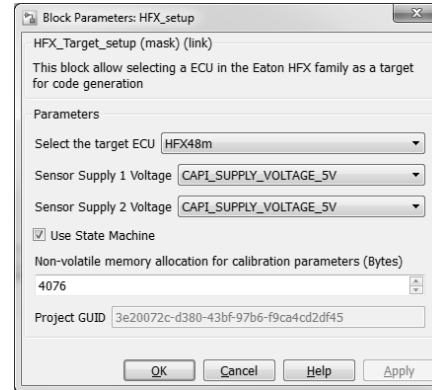 Block Parameters: HFX_setup
HFX_Target_setup (mask) (link)
This block allow selecting a ECU in the Eaton HFX family as a target
for code generation
Parameters
Select the target ECU HFX48m
Sensor Supply 1 Voltage CAPI_SUPPLY_VOLTAGE_5V
Sensor Supply 2 Voltage CAPI_SUPPLY_VOLTAGE_5V
Use State Machine
Non-volatile memory allocation for calibration parameters (Bytes)
4076
Project GUID 3e20072c-d380-43bf-97b6-f9ca4cd2df45
OK Cancel Help Apply